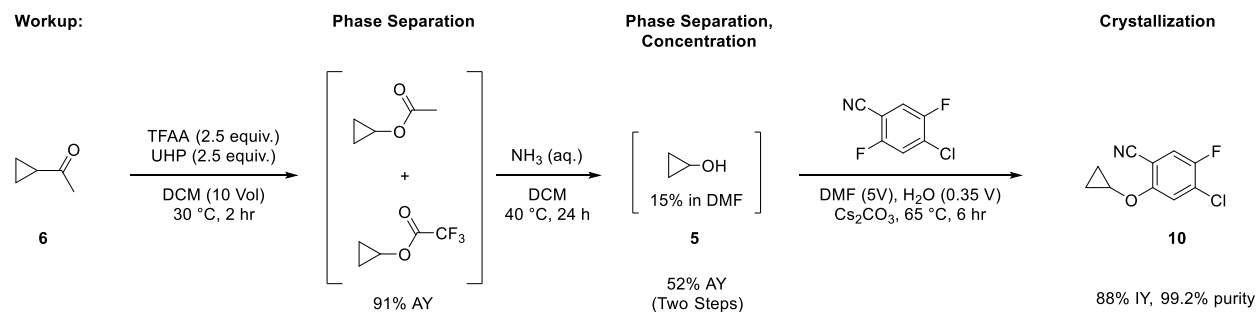 Workup:
Phase Separation
Phase Separation,
Concentration
Crystallization
O
6
TFAA (2.5 equiv.)
UHP (2.5 equiv.)
DCM (10 Vol)
30 °C, 2 hr
O
O
+
O
O
CF₃
91% AY
NH₃ (aq.)
DCM
40 °C, 24 h
OH
15% in DMF
5
52% AY
(Two Steps)
NC
F
F
Cl
DMF (5V), H₂O (0.35 V)
Cs₂CO₃, 65 °C, 6 hr
NC
F
O
Cl
10
88% IY, 99.2% purity